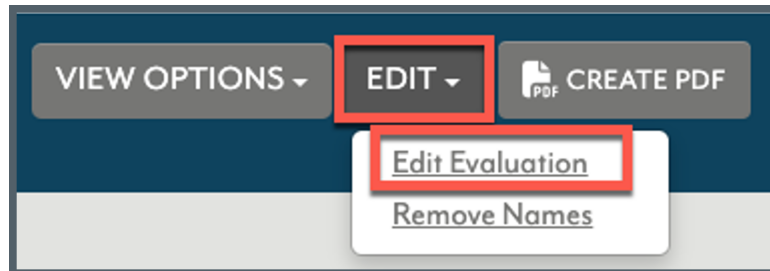 VIEW OPTIONS EDIT PDF CREATE PDF
Edit Evaluation
Remove Names